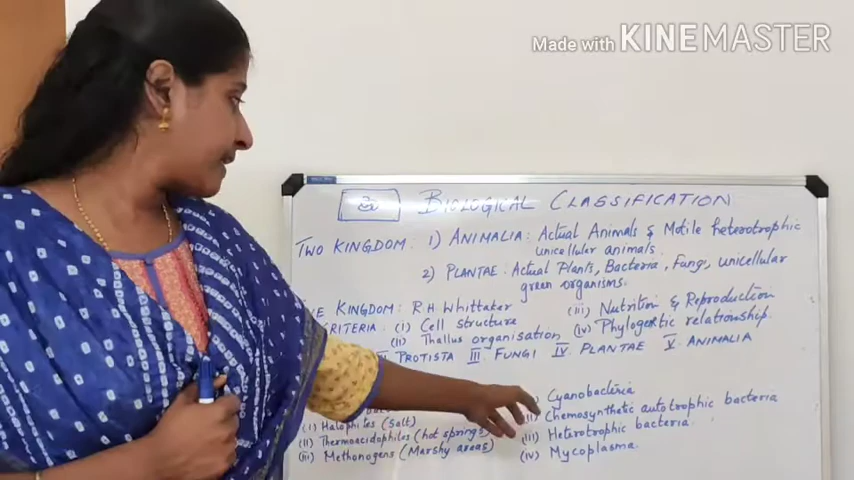 Made with KINEMASTER
BIOLOGICAL CLASSIFICATION
TWO KINGDOM : 1) ANIMALIA : Actual Animals & Motile, heterotrophic
unicellular animals.
2) PLANTAE : Actual Plants, Bacteria, Fungi, unicellular
green organisms.
KINGDOM : R H WHITTAKER
CRITERIA : (i) Cell structure (iii) Nutrition & Reproduction
(ii) Thallus organisation (iv) Phylogenetic relationship.
II PROTISTA III FUNGI IV PLANTAE V ANIMALIA
Cyanobacteria
(i) Halophiles (Salt) (ii) Chemosynthetic autotrophic bacteria
(ii) Thermoacidophiles (hot springs) (iii) Heterotrophic bacteria.
(iii) Methonogens (Marshy areas) (iv) Mycoplasma.